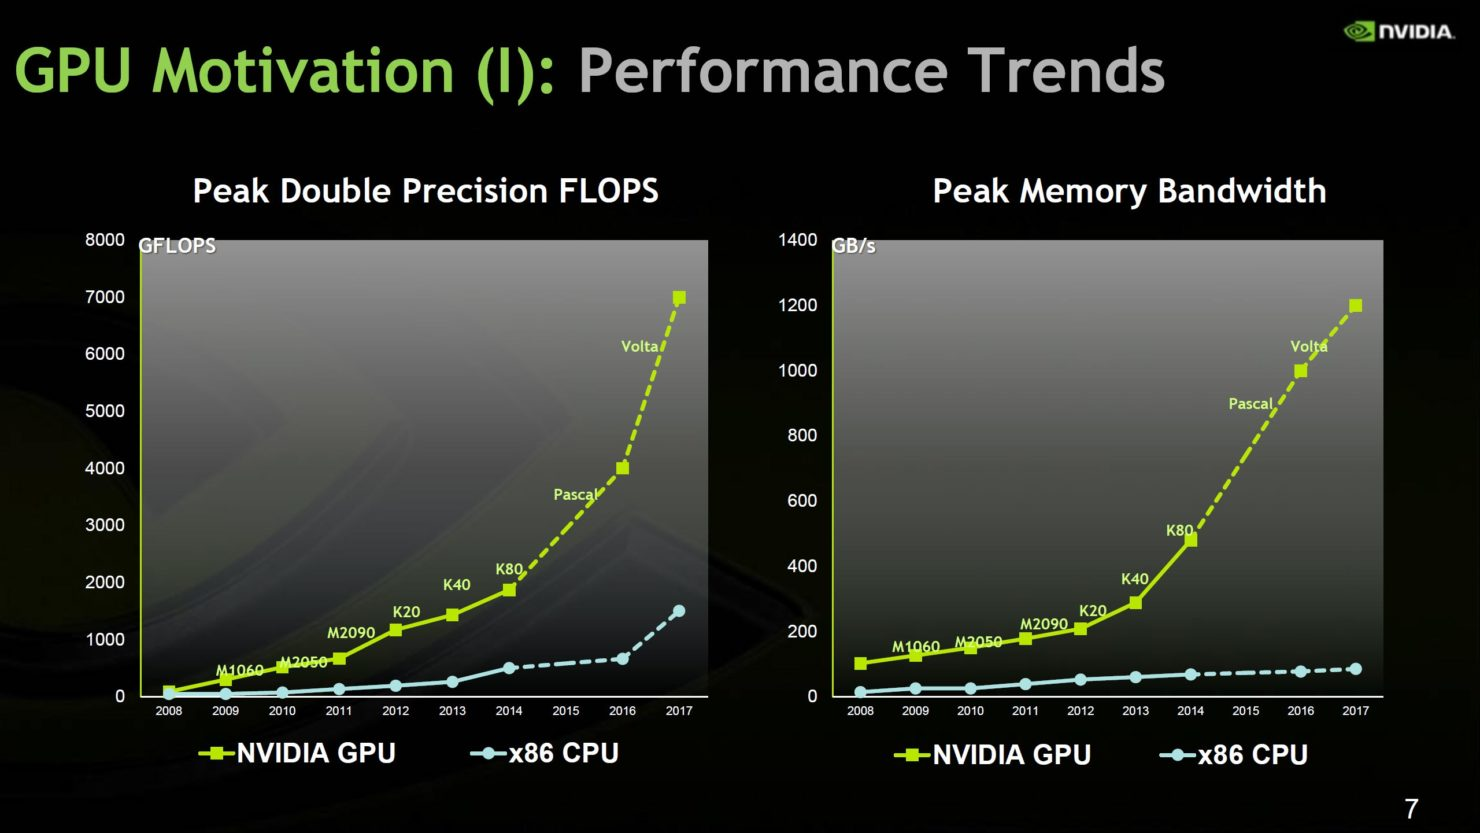 NVIDIA.
GPU Motivation (I): Performance Trends
Peak Double Precision FLOPS
8000
GFLOPS
7000
6000
5000
4000
3000
2000
1000
0
Volta
Pascal
K80
K40
K20
M2090
M2050
M1060
2008 2009 2010 2011 2012 2013 2014 2015 2016 2017
NVIDIA GPU x86 CPU
Peak Memory Bandwidth
1400
GB/s
1200
1000
800
600
400
200
0
Volta
Pascal
K80
K40
K20
M2090
M2050
M1060
2008 2009 2010 2011 2012 2013 2014 2015 2016 2017
NVIDIA GPU x86 CPU
7